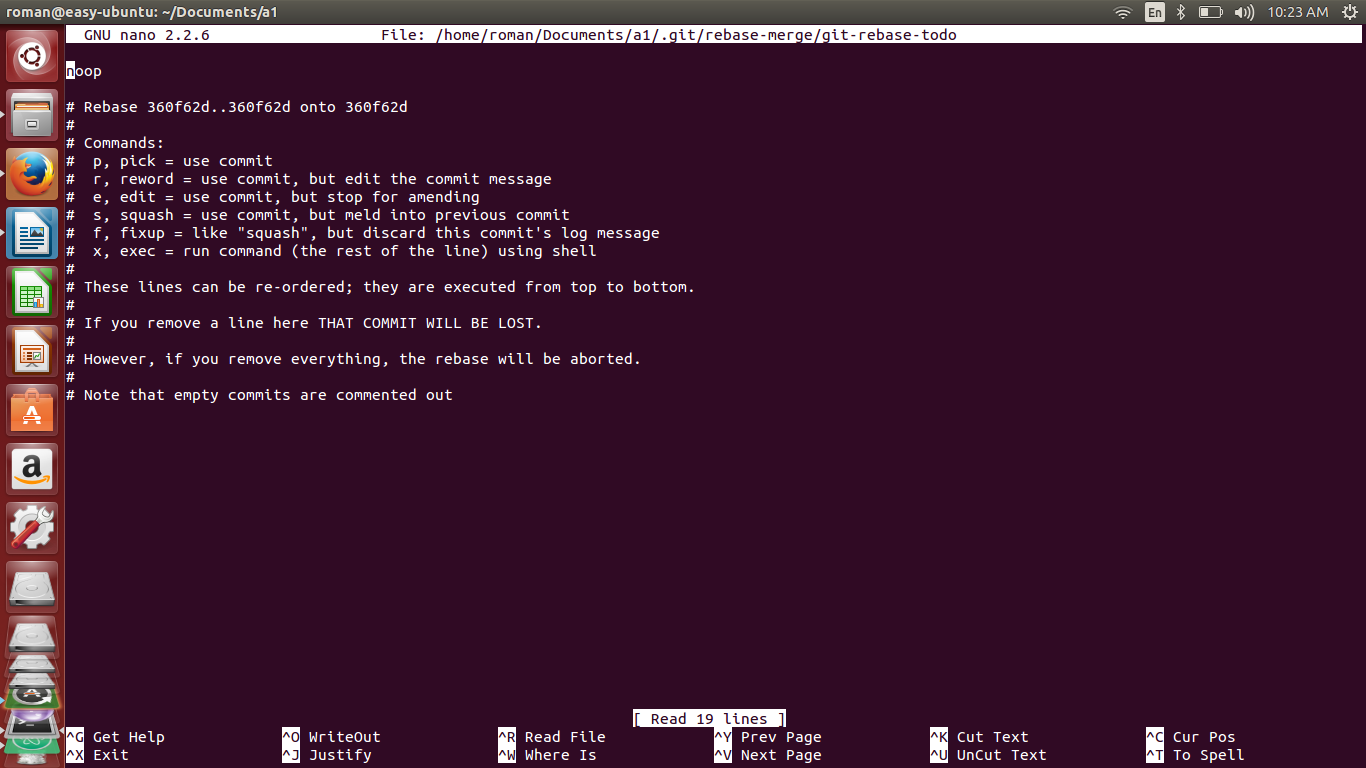 roman@easy-ubuntu: ~/Documents/a1 En 10:23 AM
GNU nano 2.2.6 File: /home/roman/Documents/a1/.git/rebase-merge/git-rebase-todo
noop
# Rebase 360f62d..360f62d onto 360f62d
#
# Commands:
#  p, pick = use commit
#  r, reword = use commit, but edit the commit message
#  e, edit = use commit, but stop for amending
#  s, squash = use commit, but meld into previous commit
#  f, fixup = like "squash", but discard this commit's log message
#  x, exec = run command (the rest of the line) using shell
#
# These lines can be re-ordered; they are executed from top to bottom.
#
# If you remove a line here THAT COMMIT WILL BE LOST.
#
# However, if you remove everything, the rebase will be aborted.
#
# Note that empty commits are commented out
[ Read 19 lines ]
^G Get Help ^O WriteOut ^R Read File ^Y Prev Page ^K Cut Text ^C Cur Pos
^X Exit ^J Justify ^W Where Is ^V Next Page ^U UnCut Text ^T To Spell